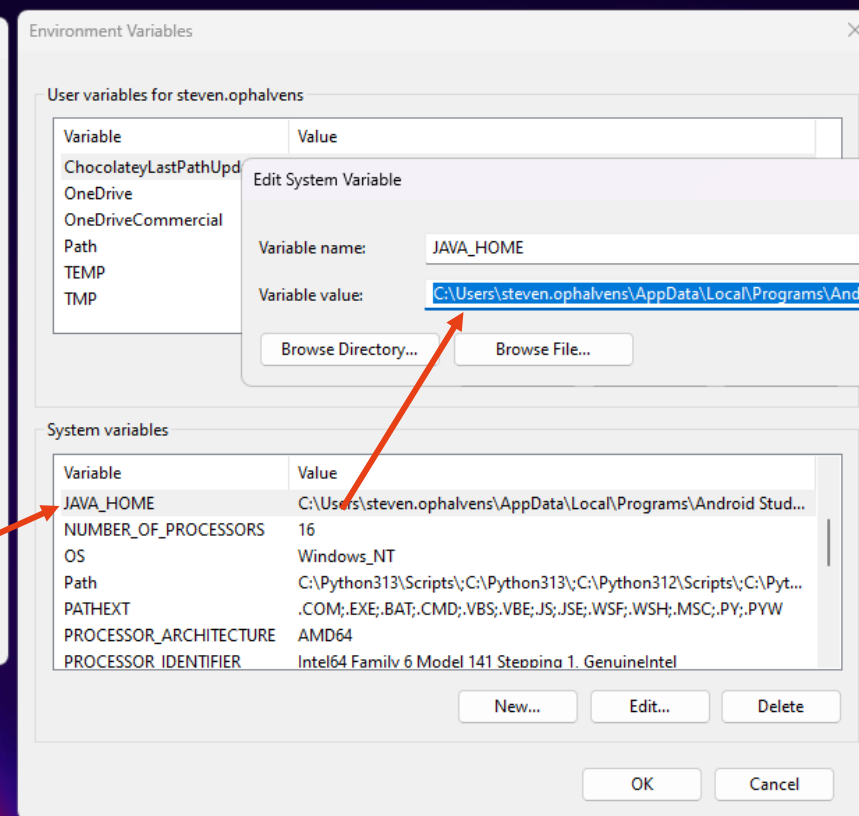 Environment Variables
User variables for steven.ophalvens
Variable Value
ChocolateyLastPathUpd
OneDrive
OneDriveCommercial
Path
TEMP
TMP
Edit System Variable
Variable name: JAVA_HOME
Variable value: C:\Users\steven.ophalvens\AppData\Local\Programs\And
Browse Directory... Browse File...
System variables
Variable Value
JAVA_HOME C:\Users\steven.ophalvens\AppData\Local\Programs\Android Stud...
NUMBER_OF_PROCESSORS 16
OS Windows_NT
Path C:\Python313\Scripts\;C:\Python313\;C:\Python312\Scripts\;C:\Pyt...
PATHEXT .COM;.EXE;.BAT;.CMD;.VBS;.VBE;.JS;.JSE;.WSF;.WSH;.MSC;.PY;.PYW
PROCESSOR_ARCHITECTURE AMD64
PROCESSOR_IDENTIFIER Intel64 Family 6 Model 141 Stepping 1, GenuineIntel
New... Edit... Delete
OK Cancel